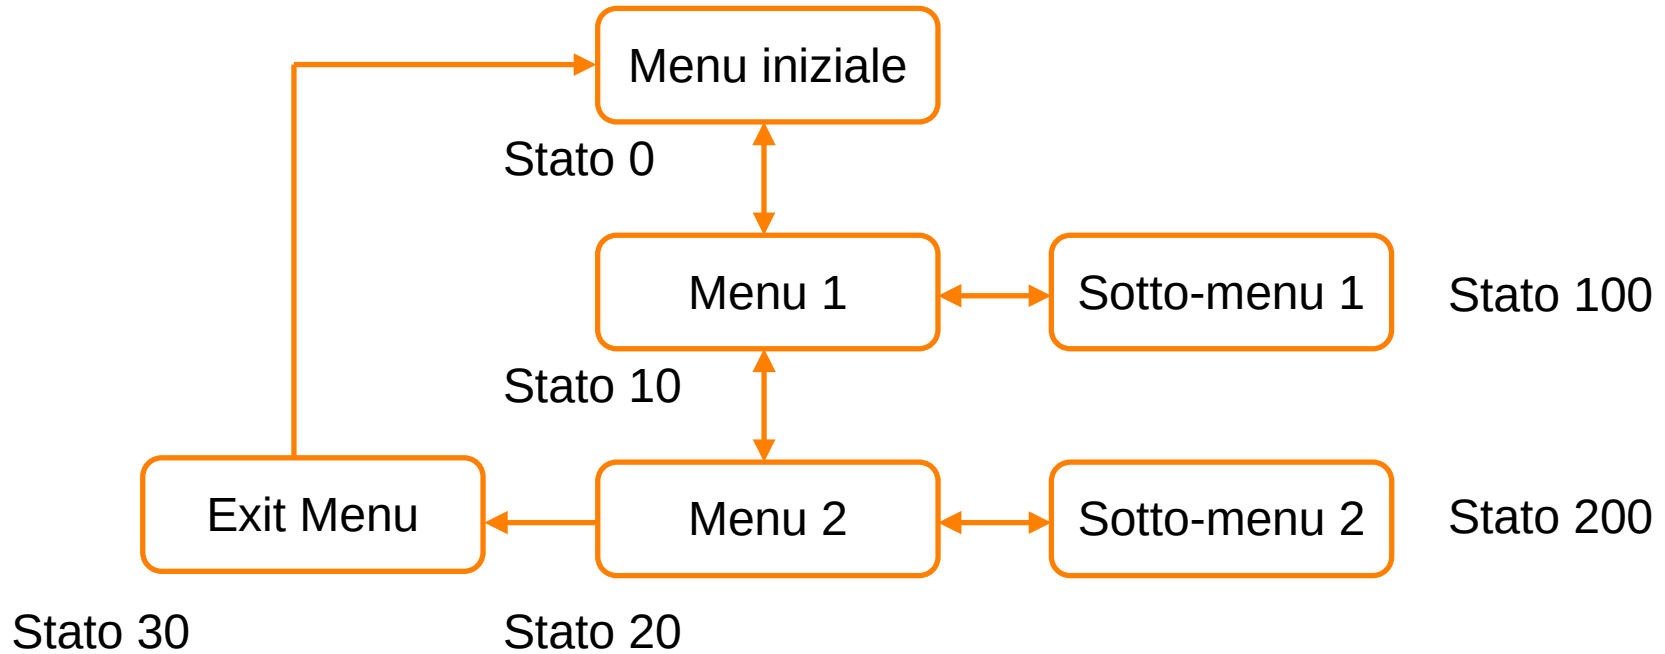 Menu iniziale
Stato 0
Menu 1
Sotto-menu 1
Stato 100
Stato 10
Exit Menu
Menu 2
Sotto-menu 2
Stato 200
Stato 30
Stato 20